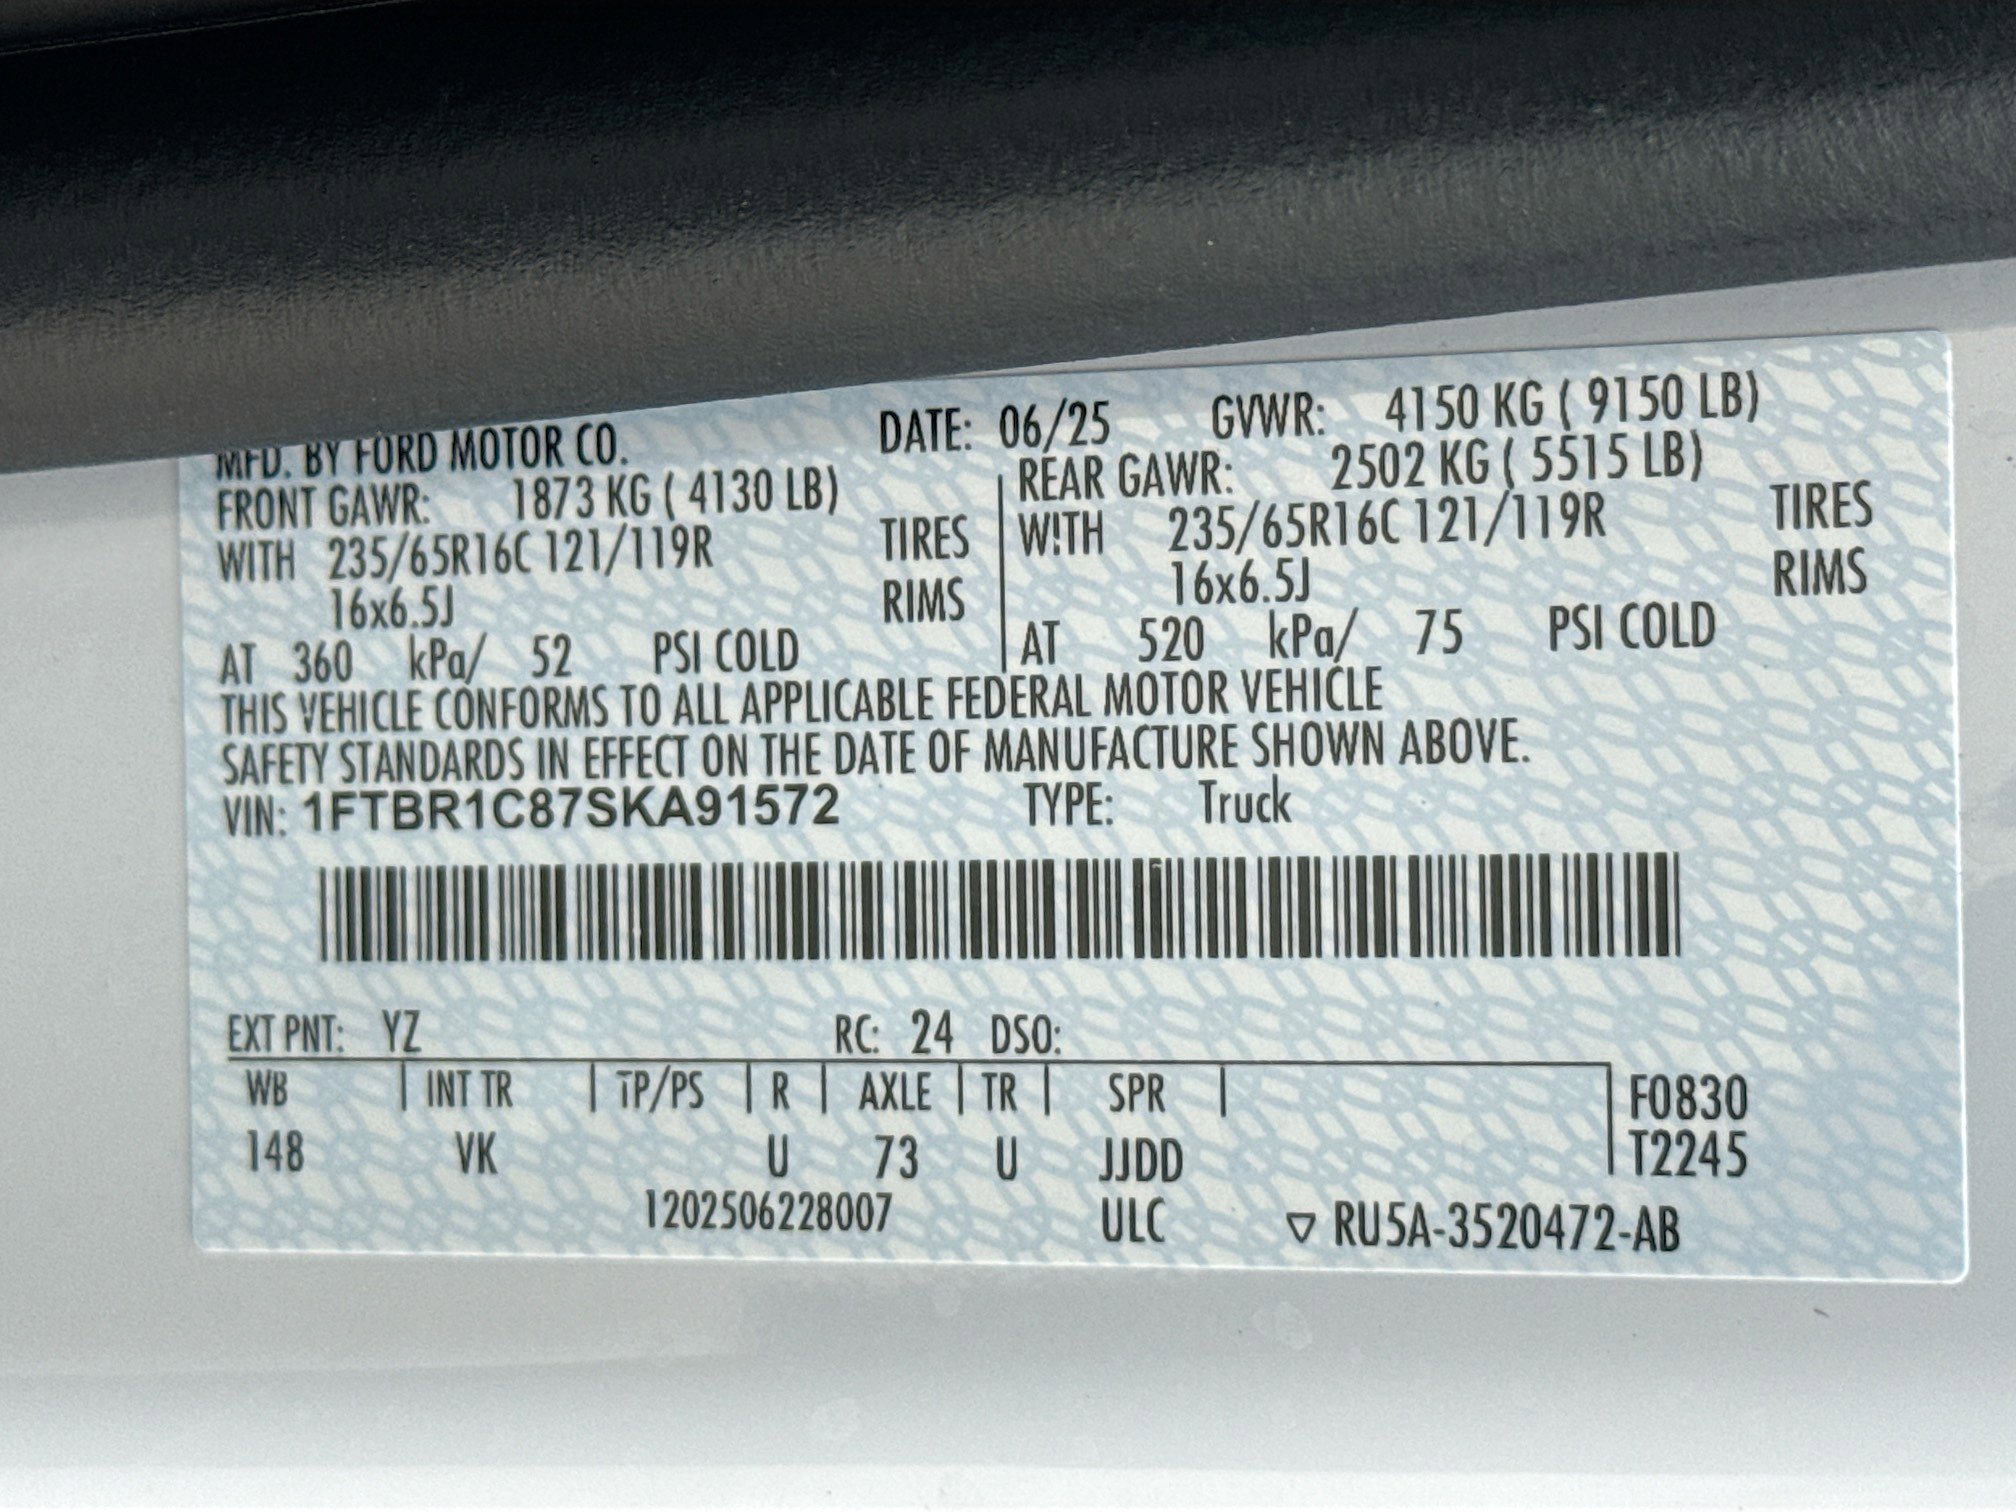 MFD. BY FORD MOTOR CO. DATE: 06/25 GVWR: 4150 KG ( 9150 LB)
FRONT GAWR: 1873 KG ( 4130 LB) REAR GAWR: 2502 KG ( 5515 LB)
WITH 235/65R16C 121/119R TIRES WITH 235/65R16C 121/119R TIRES
16x6.5J RIMS 16x6.5J RIMS
AT 360 kPa/ 52 PSI COLD AT 520 kPa/ 75 PSI COLD
THIS VEHICLE CONFORMS TO ALL APPLICABLE FEDERAL MOTOR VEHICLE
SAFETY STANDARDS IN EFFECT ON THE DATE OF MANUFACTURE SHOWN ABOVE.
VIN: 1FTBR1C87SKA91572 TYPE: Truck
EXT PNT: YZ RC: 24 DSO:
WB | INT TR | TP/PS | R | AXLE | TR | SPR | F0830
148 VK U 73 U JJDD T2245
1202506228007 ULC ▽ RU5A-3520472-AB